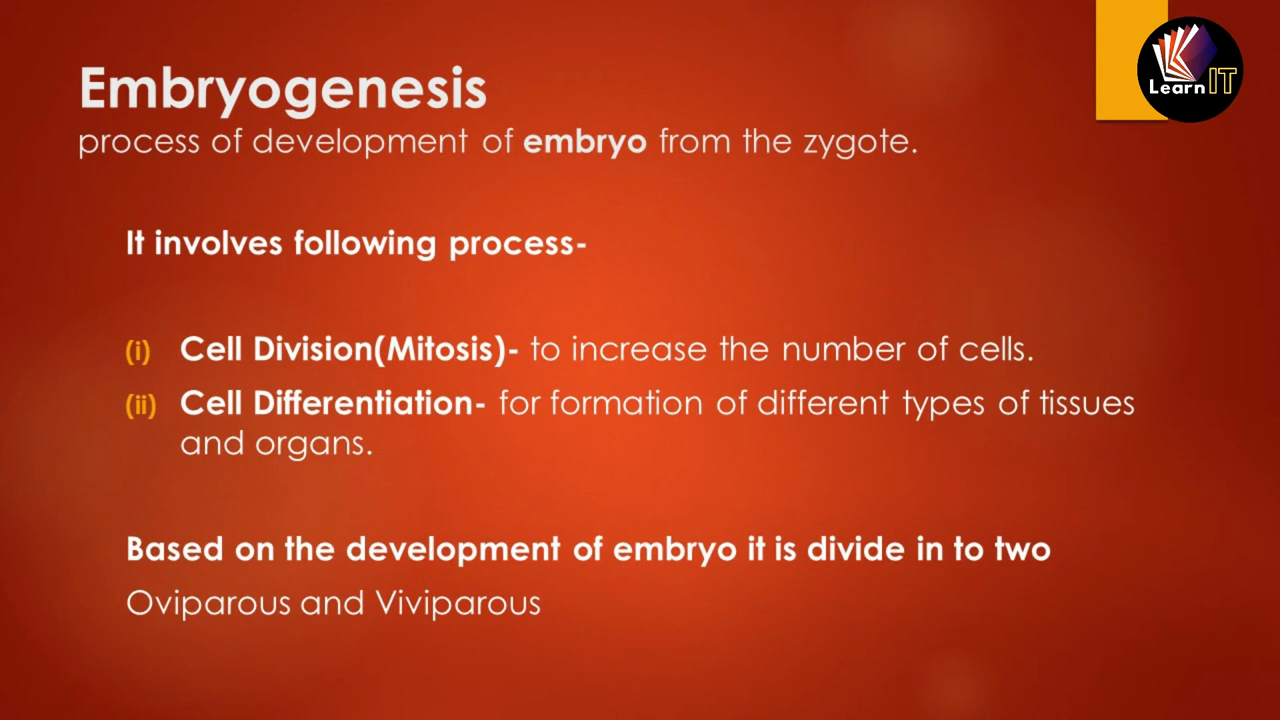 LearnIT
Embryogenesis
process of development of embryo from the zygote.
It involves following process-
(i) Cell Division(Mitosis)- to increase the number of cells.
(ii) Cell Differentiation- for formation of different types of tissues
and organs.
Based on the development of embryo it is divide in to two
Oviparous and Viviparous